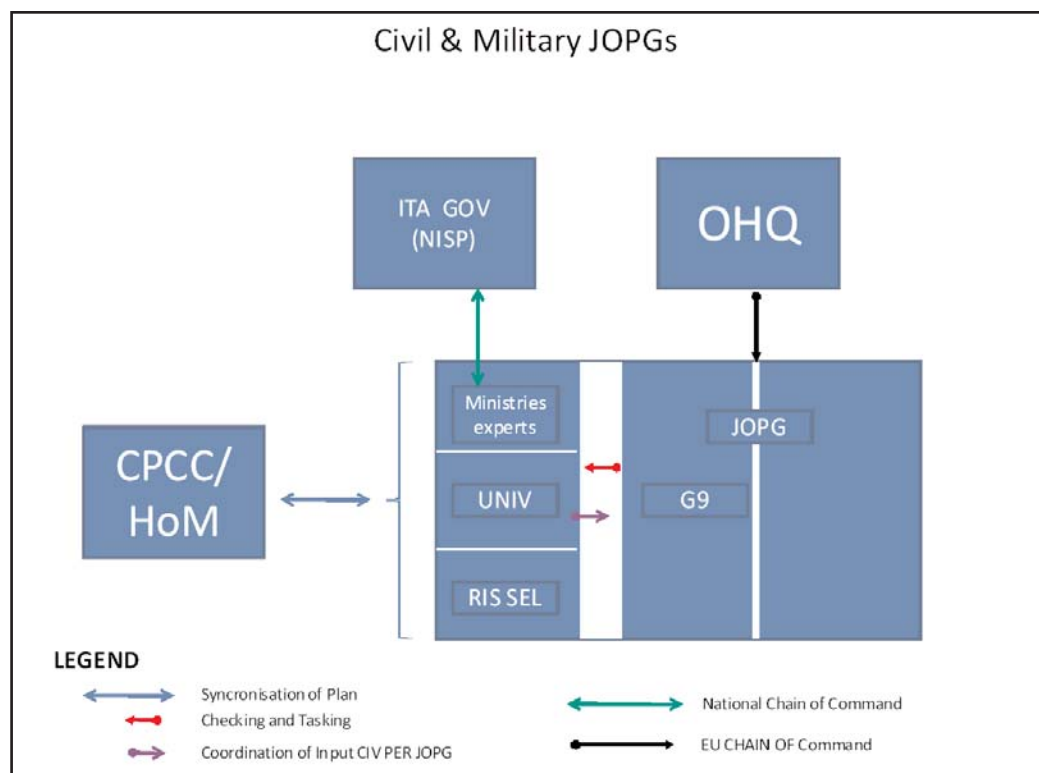 Civil & Military JOPGs
ITA GOV
(NISP)
OHQ
CPCC/
HoM
Ministries
experts
UNIV
RIS SEL
JOPG
G9
LEGEND
Syncronisation of Plan
Checking and Tasking
Coordination of Input CIV PER JOPG
National Chain of Command
EU CHAIN OF Command